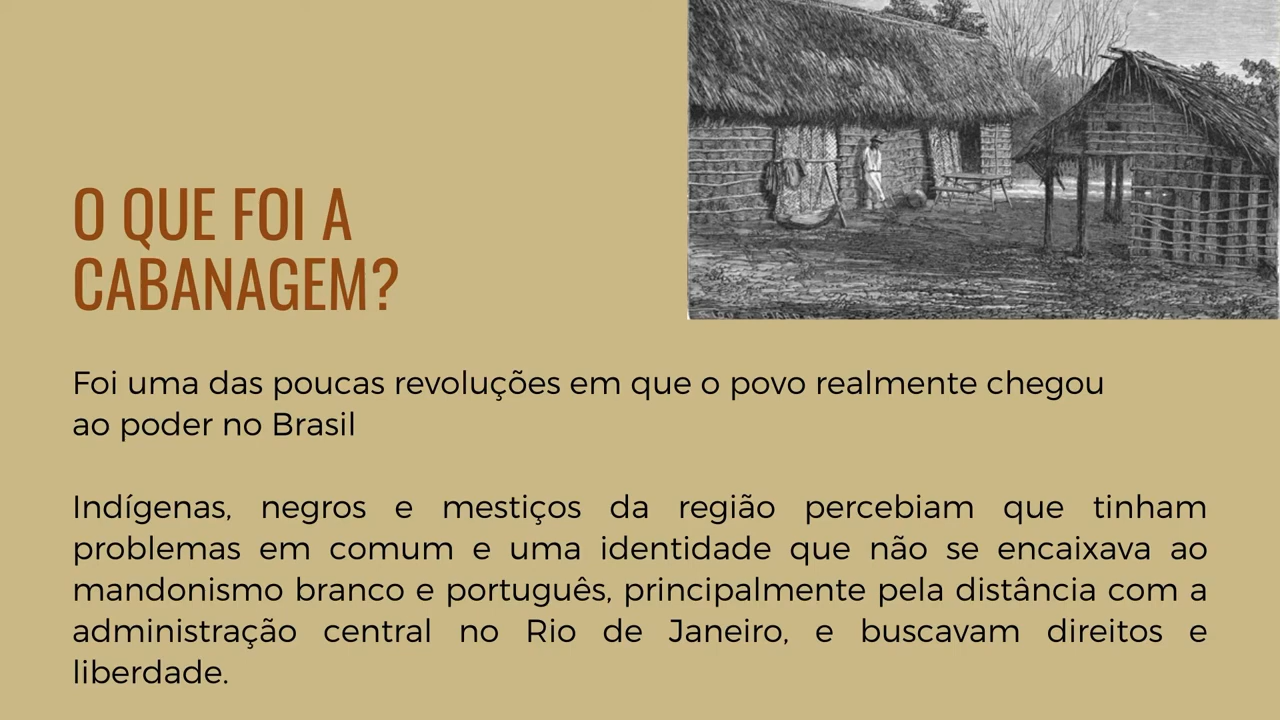 O QUE FOI A
CABANAGEM?
Foi uma das poucas revoluções em que o povo realmente chegou
ao poder no Brasil
Indígenas, negros e mestiços da região percebiam que tinham
problemas em comum e uma identidade que não se encaixava ao
mandonismo branco e português, principalmente pela distância com a
administração central no Rio de Janeiro, e buscavam direitos e
liberdade.